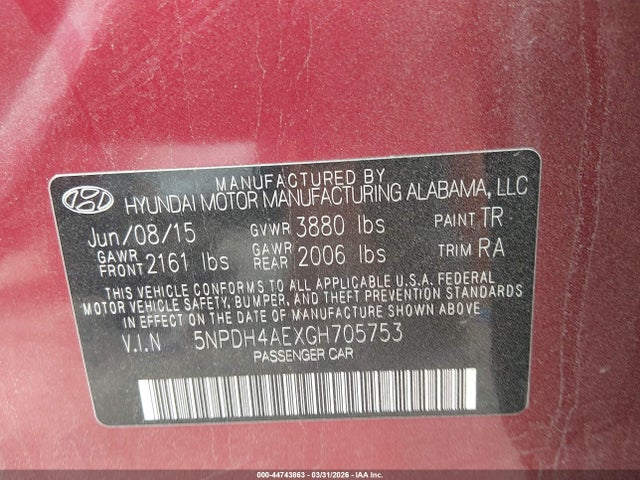 MANUFACTURED BY
HYUNDAI MOTOR MANUFACTURING ALABAMA, LLC
Jun/08/15 GVWR 3880 lbs PAINT TR
GAWR FRONT 2161 lbs GAWR REAR 2006 lbs TRIM RA
THIS VEHICLE CONFORMS TO ALL APPLICABLE U.S.A. FEDERAL
MOTOR VEHICLE SAFETY, BUMPER, AND THEFT PREVENTION STANDARDS
IN EFFECT ON THE DATE OF MANUFACTURE SHOWN ABOVE.
V.I.N 5NPDH4AEXGH705753
PASSENGER CAR
000-44743863 | 03/31/2026 - IAA Inc.